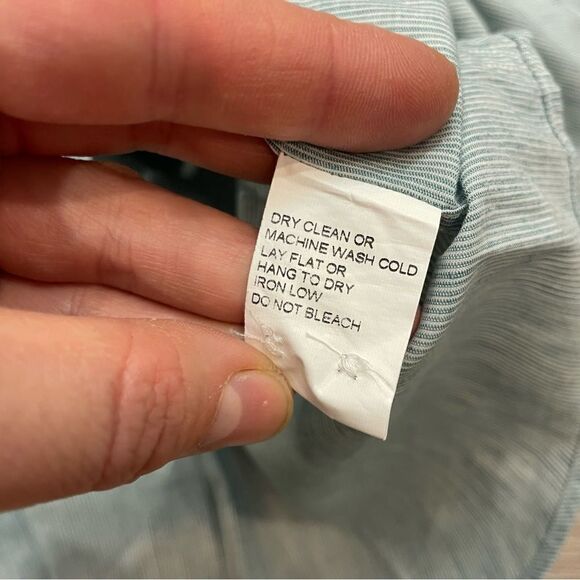 DRY CLEAN OR
MACHINE WASH COLD
LAY FLAT OR
HANG TO DRY
IRON LOW
DO NOT BLEACH